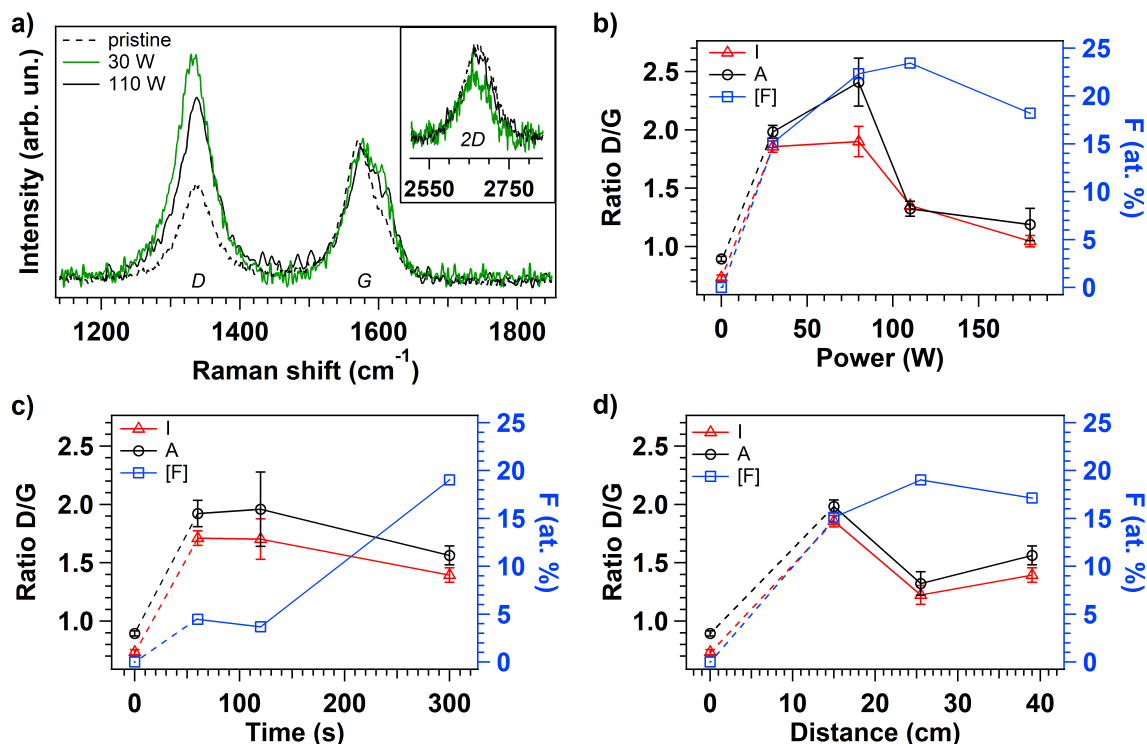 a)
pristine
30 W
110 W
Intensity (arb. un.)
D
G
2D
2550 2750
1200 1400 1600 1800
Raman shift (cm⁻¹)
b)
I
A
[F]
Ratio D/G
2.5
2.0
1.5
1.0
F (at. %)
25
20
15
10
5
0
0 50 100 150
Power (W)
c)
I
A
[F]
Ratio D/G
2.5
2.0
1.5
1.0
F (at. %)
25
20
15
10
5
0
0 100 200 300
Time (s)
d)
I
A
[F]
Ratio D/G
2.5
2.0
1.5
1.0
F (at. %)
25
20
15
10
5
0
0 10 20 30 40
Distance (cm)